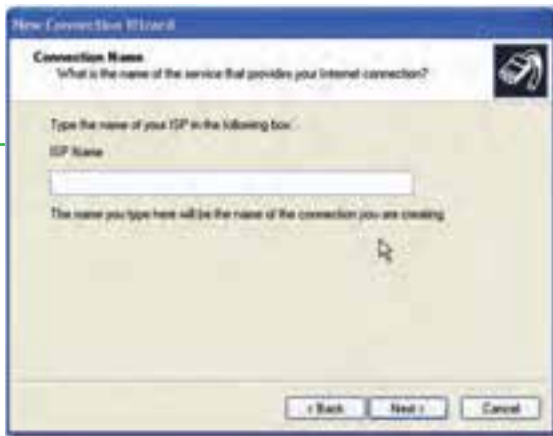 New Connection Wizard
Connection Name
What is the name of the service that provides your Internet connection?
Type the name of your ISP in the following box.
ISP Name
The name you type here will be the name of the connection you are creating.
< Back
Next >
Cancel